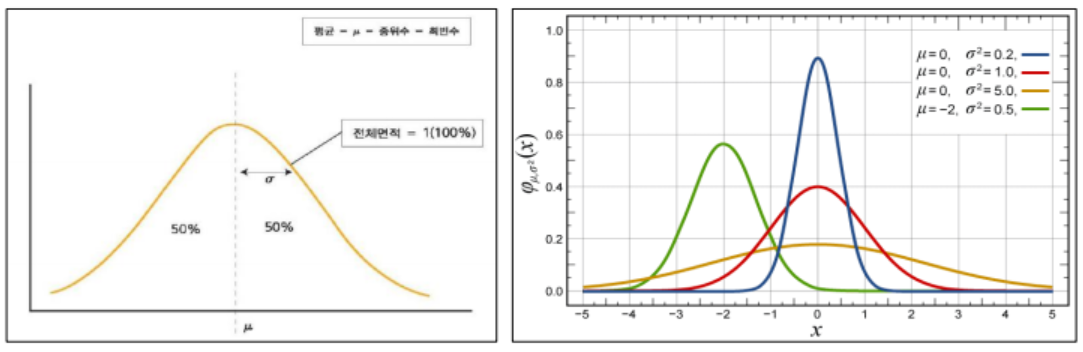 평균 = μ = 중위수 = 최빈수
전체면적 = 1(100%)
σ
50%
50%
μ
μ=0, σ²=0.2,
μ=0, σ²=1.0,
μ=0, σ²=5.0,
μ=−2, σ²=0.5,
φμ,σ²(x)
1.0
0.8
0.6
0.4
0.2
0.0
−5 −4 −3 −2 −1 0 1 2 3 4 5
x